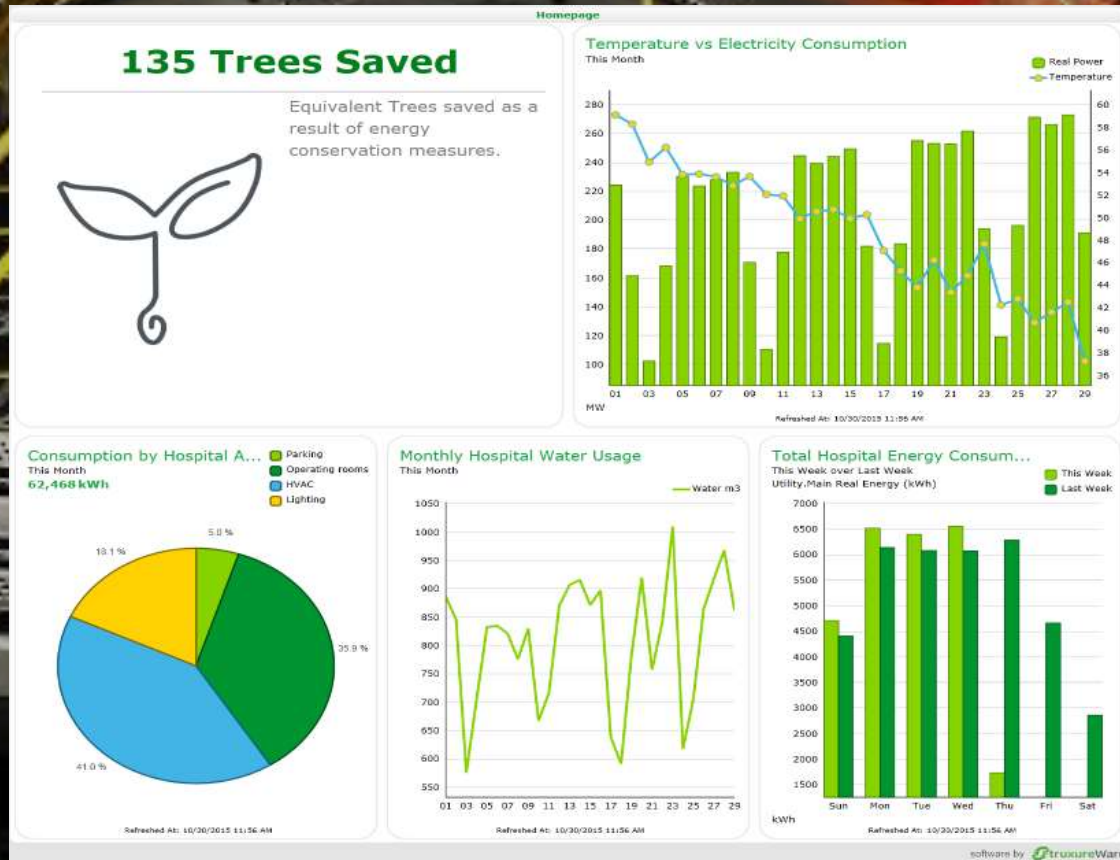 Homepage
135 Trees Saved
Equivalent Trees saved as a
result of energy
conservation measures.
Temperature vs Electricity Consumption
This Month
Real Power
Temperature
280
260
240
220
200
180
160
140
120
100
60
58
56
54
52
50
48
46
44
42
40
38
36
01 03 05 07 09 11 13 15 17 19 21 23 25 27 29
MW
Refreshed At: 10/30/2015 11:56 AM
Consumption by Hospital A...
This Month
62,468 kWh
Parking
Operating rooms
HVAC
Lighting
5.0 %
18.1 %
35.9 %
41.0 %
Refreshed At: 10/30/2015 11:56 AM
Monthly Hospital Water Usage
This Month
Water m3
1050
1000
950
900
850
800
750
700
650
600
550
01 03 05 07 09 11 13 15 17 19 21 23 25 27 29
Refreshed At: 10/30/2015 11:56 AM
Total Hospital Energy Consum...
This Week over Last Week
Utility.Main Real Energy (kWh)
This Week
Last Week
7000
6500
6000
5500
5000
4500
4000
3500
3000
2500
2000
1500
Sun Mon Tue Wed Thu Fri Sat
kWh
Refreshed At: 10/30/2015 11:56 AM
software by StruxureWar